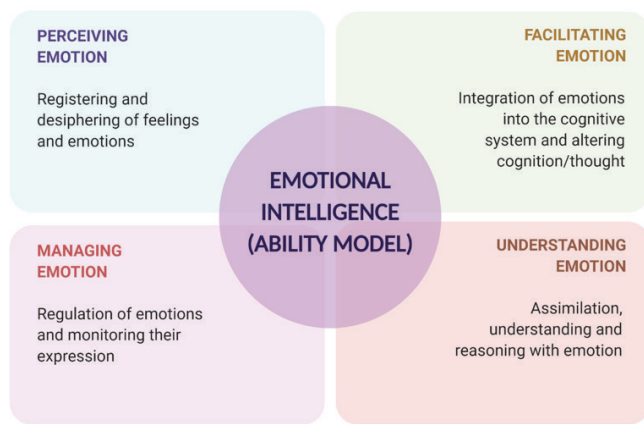 PERCEIVING
EMOTION
Registering and
desiphering of feelings
and emotions
FACILITATING
EMOTION
Integration of emotions
into the cognitive
system and altering
cognition/thought
EMOTIONAL
INTELLIGENCE
(ABILITY MODEL)
MANAGING
EMOTION
Regulation of emotions
and monitoring their
expression
UNDERSTANDING
EMOTION
Assimilation,
understanding and
reasoning with emotion